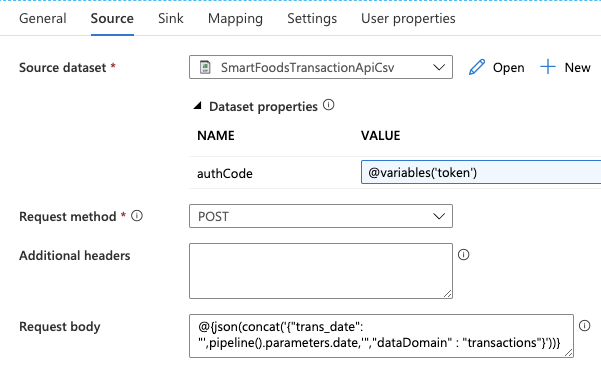 General Source Sink Mapping Settings User properties
Source dataset * SmartFoodsTransactionApiCsv Open New
Dataset properties
NAME VALUE
authCode @variables('token')
Request method * POST
Additional headers
Request body @{json(concat('{"trans_date":
"',pipeline().parameters.date,'","dataDomain" : "transactions"}'))}